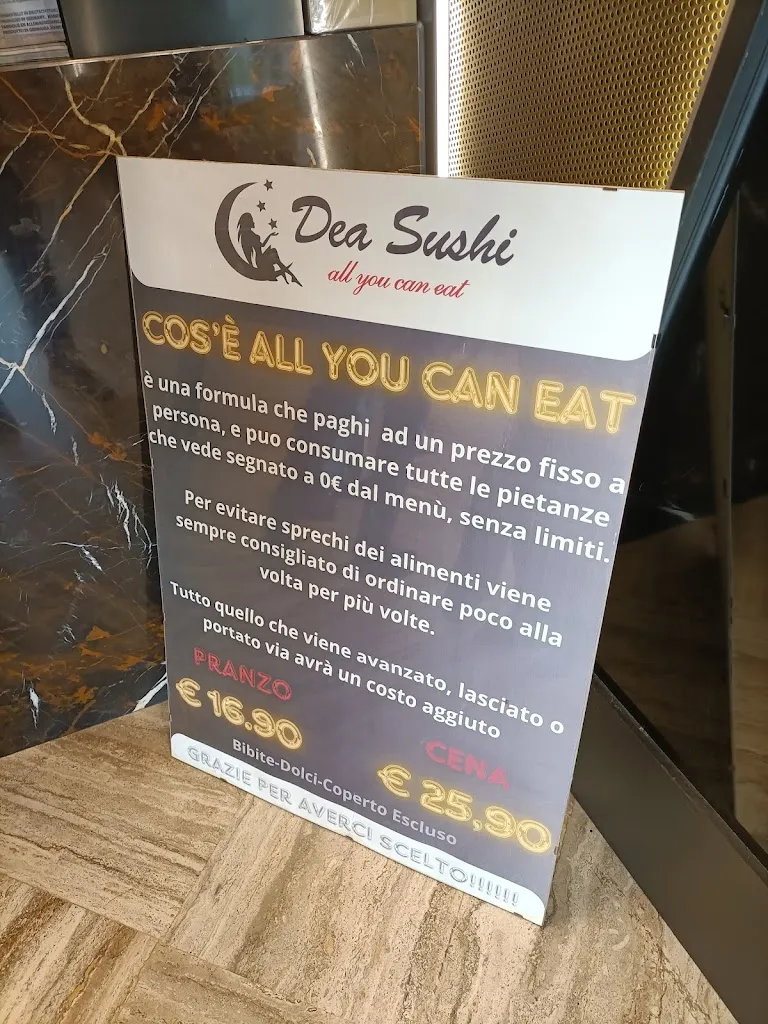 Dea Sushi
all you can eat
COS'È ALL YOU CAN EAT
è una formula che paghi ad un prezzo fisso a
persona, e puo consumare tutte le pietanze
che vede segnato a 0€ dal menù, senza limiti.
Per evitare sprechi dei alimenti viene
sempre consigliato di ordinare poco alla
volta per più volte.
Tutto quello che viene avanzato, lasciato o
portato via avrà un costo aggiuto
PRANZO
€ 16.90
CENA
€ 25,90
Bibite-Dolci-Coperto Escluso
GRAZIE PER AVERCI SCELTO!!!!!!